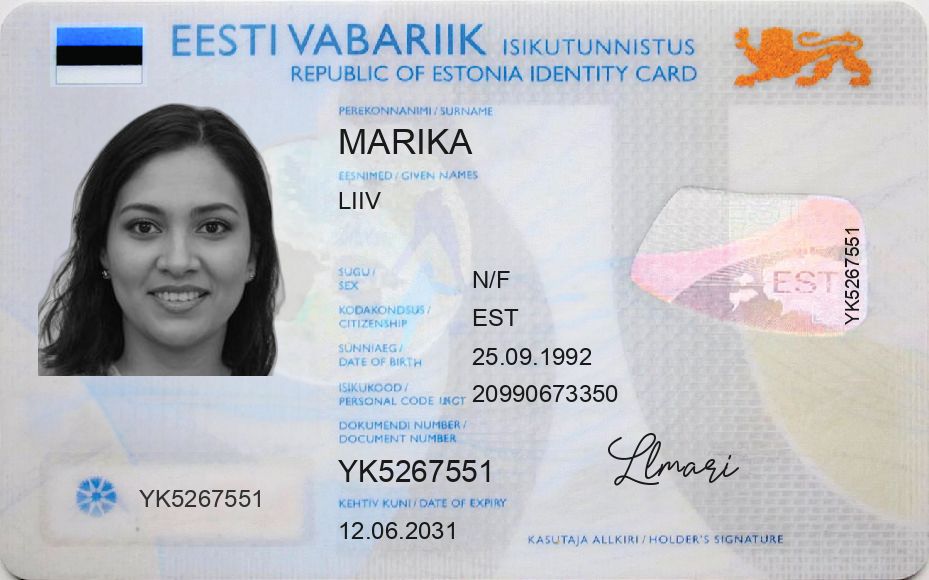 EESTI VABARIIK ISIKUTUNNISTUS
REPUBLIC OF ESTONIA IDENTITY CARD
PEREKONNANIMI / SURNAME
MARIKA
EESNIMED / GIVEN NAMES
LIIV
SUGU /
SEX
N/F
KODAKONDSUS /
CITIZENSHIP
EST
SÜNNIAEG /
DATE OF BIRTH
25.09.1992
ISIKUKOOD /
PERSONAL CODE
20990673350
DOKUMENDI NUMBER /
DOCUMENT NUMBER
YK5267551
KEHTIV KUNI / DATE OF EXPIRY
12.06.2031
YK5267551
EST
YK5267551
Llmari
KASUTAJA ALLKIRI / HOLDER'S SIGNATURE